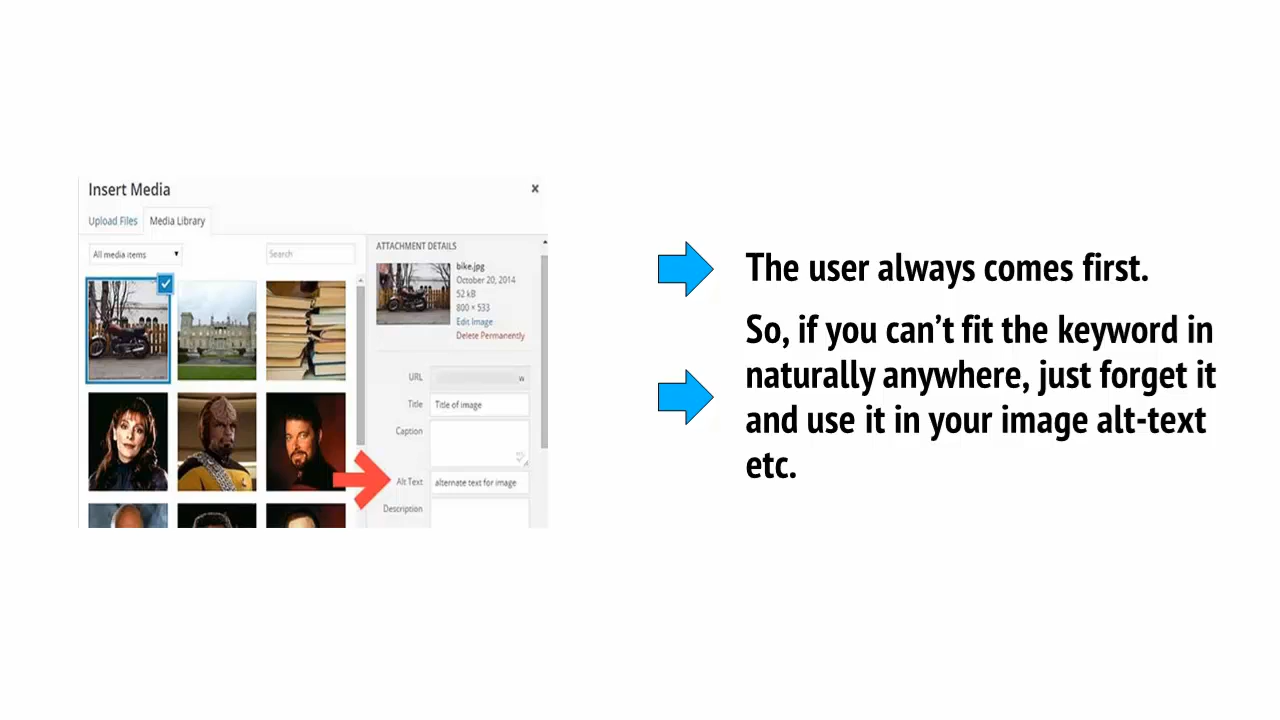 Insert Media
×
Upload Files
Media Library
All media items
Search
ATTACHMENT DETAILS
bike.jpg
October 20, 2014
52 kB
800 × 533
Edit Image
Delete Permanently
URL
Title
Title of image
Caption
Alt Text
alternate text for image
Description
The user always comes first.
So, if you can’t fit the keyword in
naturally anywhere, just forget it
and use it in your image alt-text
etc.